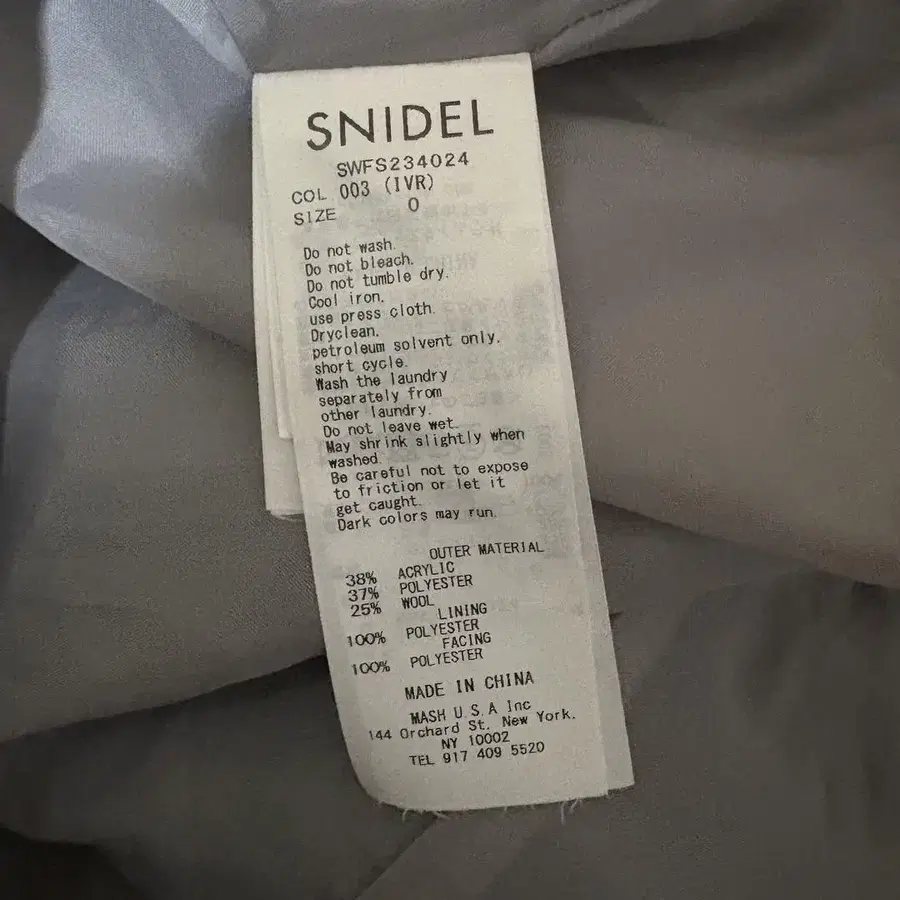 SNIDEL
SWFS234024
COL 003 (IVR)
SIZE 0
Do not wash.
Do not bleach.
Do not tumble dry.
Cool iron.
use press cloth.
Dryclean.
petroleum solvent only.
short cycle.
Wash the laundry
separately from
other laundry.
Do not leave wet.
May shrink slightly when
washed.
Be careful not to expose
to friction or let it
get caught.
Dark colors may run.
OUTER MATERIAL
38% ACRYLIC
37% POLYESTER
25% WOOL
LINING
100% POLYESTER
FACING
100% POLYESTER
MADE IN CHINA
MASH U.S.A Inc
144 Orchard St. New York.
NY 10002
TEL 917 409 5520